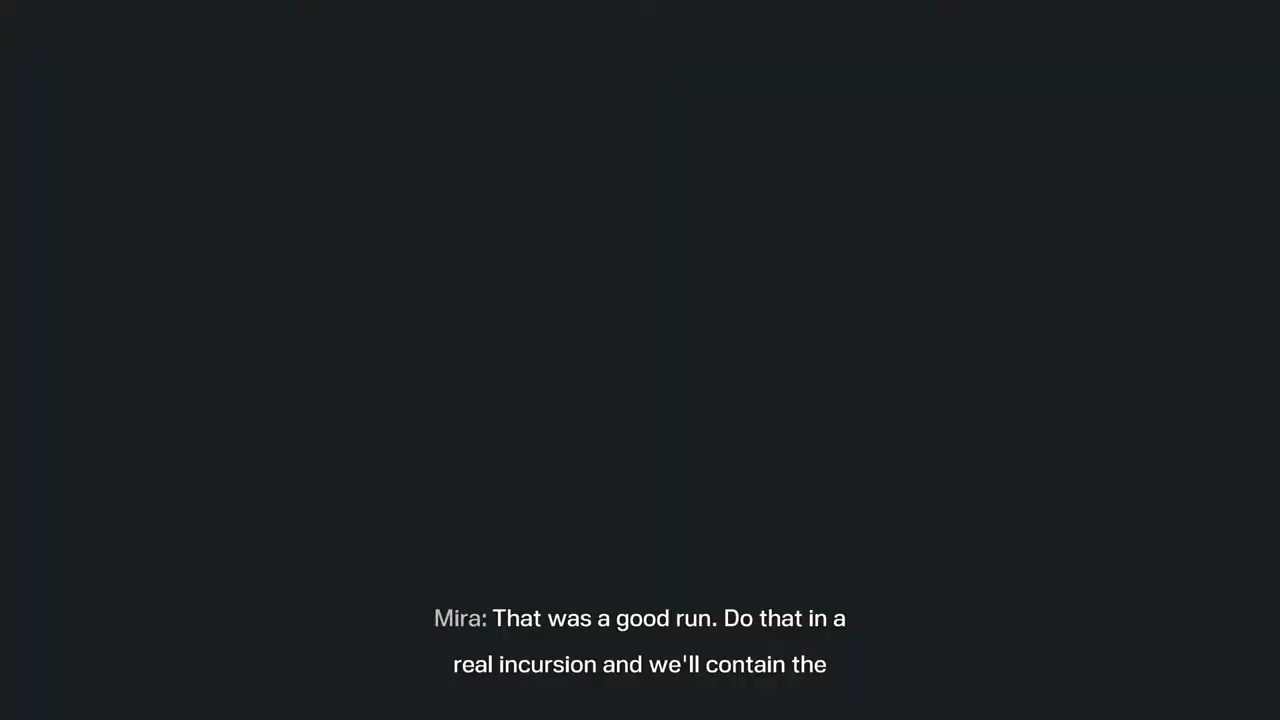 Mira: That was a good run. Do that in a
real incursion and we'll contain the